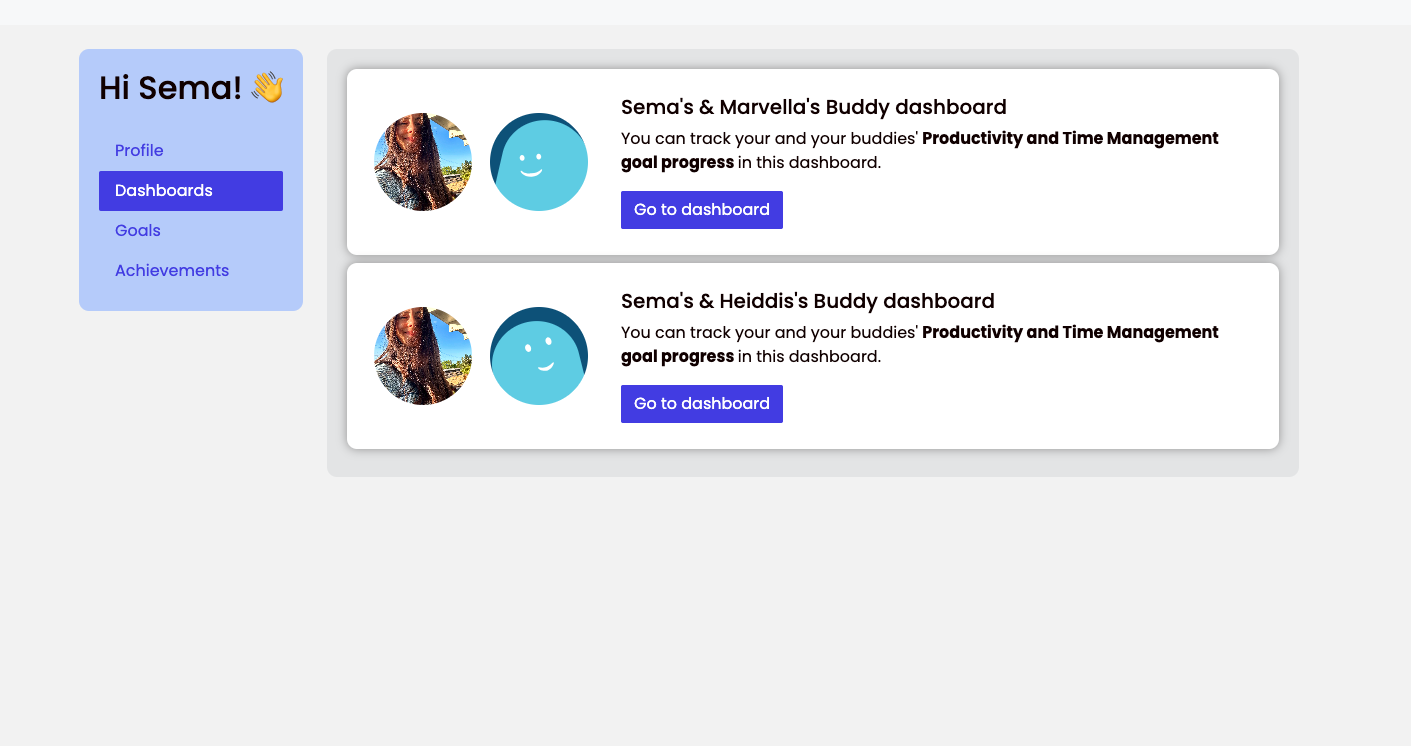 Hi Sema! 👋
Profile
Dashboards
Goals
Achievements
Sema's & Marvella's Buddy dashboard
You can track your and your buddies' Productivity and Time Management
goal progress in this dashboard.
Go to dashboard
Sema's & Heiddis's Buddy dashboard
You can track your and your buddies' Productivity and Time Management
goal progress in this dashboard.
Go to dashboard